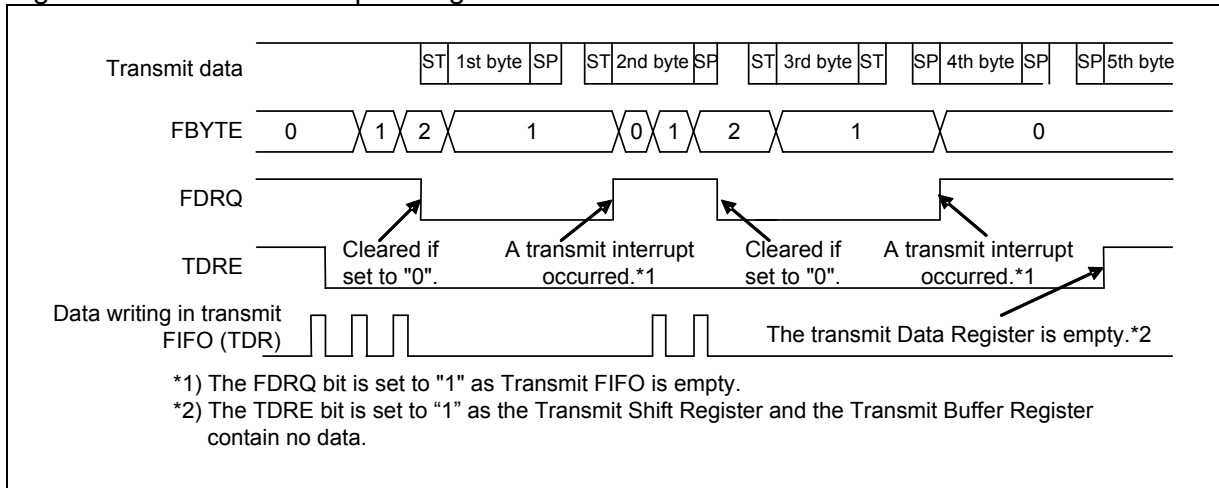 Transmit data
ST 1st byte SP ST 2nd byte SP ST 3rd byte ST SP 4th byte SP SP 5th byte
FBYTE 0 1 2 1 0 1 2 1 0
FDRQ
Cleared if set to "0".
A transmit interrupt occurred.*1
Cleared if set to "0".
A transmit interrupt occurred.*1
TDRE
Data writing in transmit
FIFO (TDR)
The transmit Data Register is empty.*2
*1) The FDRQ bit is set to "1" as Transmit FIFO is empty.
*2) The TDRE bit is set to “1” as the Transmit Shift Register and the Transmit Buffer Register
contain no data.